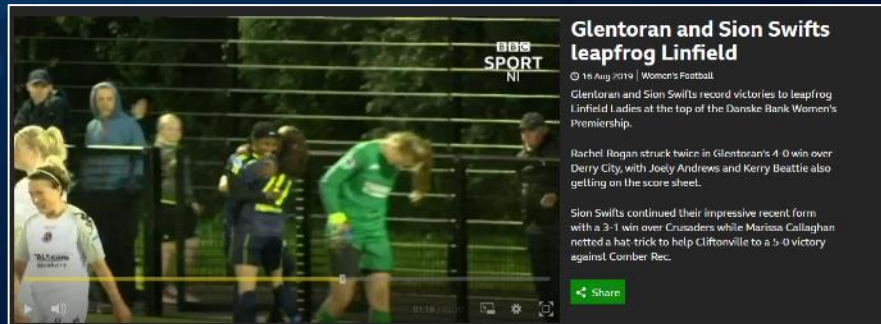 BBC
SPORT
NI
Glentoran and Sion Swifts
leapfrog Linfield
16 Aug 2019 | Women's Football
Glentoran and Sion Swifts record victories to leapfrog
Linfield Ladies at the top of the Danske Bank Women's
Premiership.
Rachel Rogan struck twice in Glentoran's 4-0 win over
Derry City, with Joely Andrews and Kerry Beattie also
getting on the score sheet.
Sion Swifts continued their impressive recent form
with a 3-1 win over Crusaders while Marissa Callaghan
netted a hat-trick to help Cliftonville to a 5-0 victory
against Comber Rec.
Share